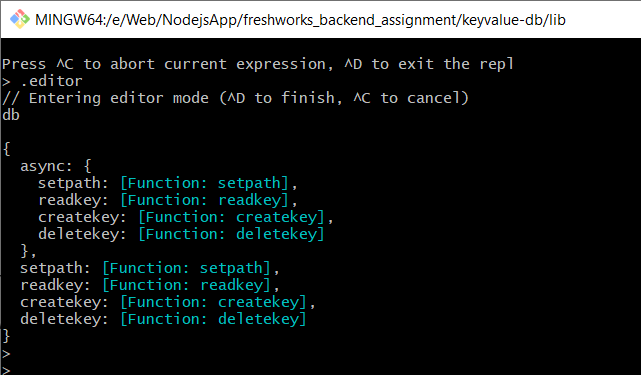 MINGW64:/e/Web/NodejsApp/freshworks_backend_assignment/keyvalue-db/lib
Press ^C to abort current expression, ^D to exit the repl
> .editor
// Entering editor mode (^D to finish, ^C to cancel)
db
{
  async: {
    setpath: [Function: setpath],
    readkey: [Function: readkey],
    createkey: [Function: createkey],
    deletekey: [Function: deletekey]
  },
  setpath: [Function: setpath],
  readkey: [Function: readkey],
  createkey: [Function: createkey],
  deletekey: [Function: deletekey]
}
>
>